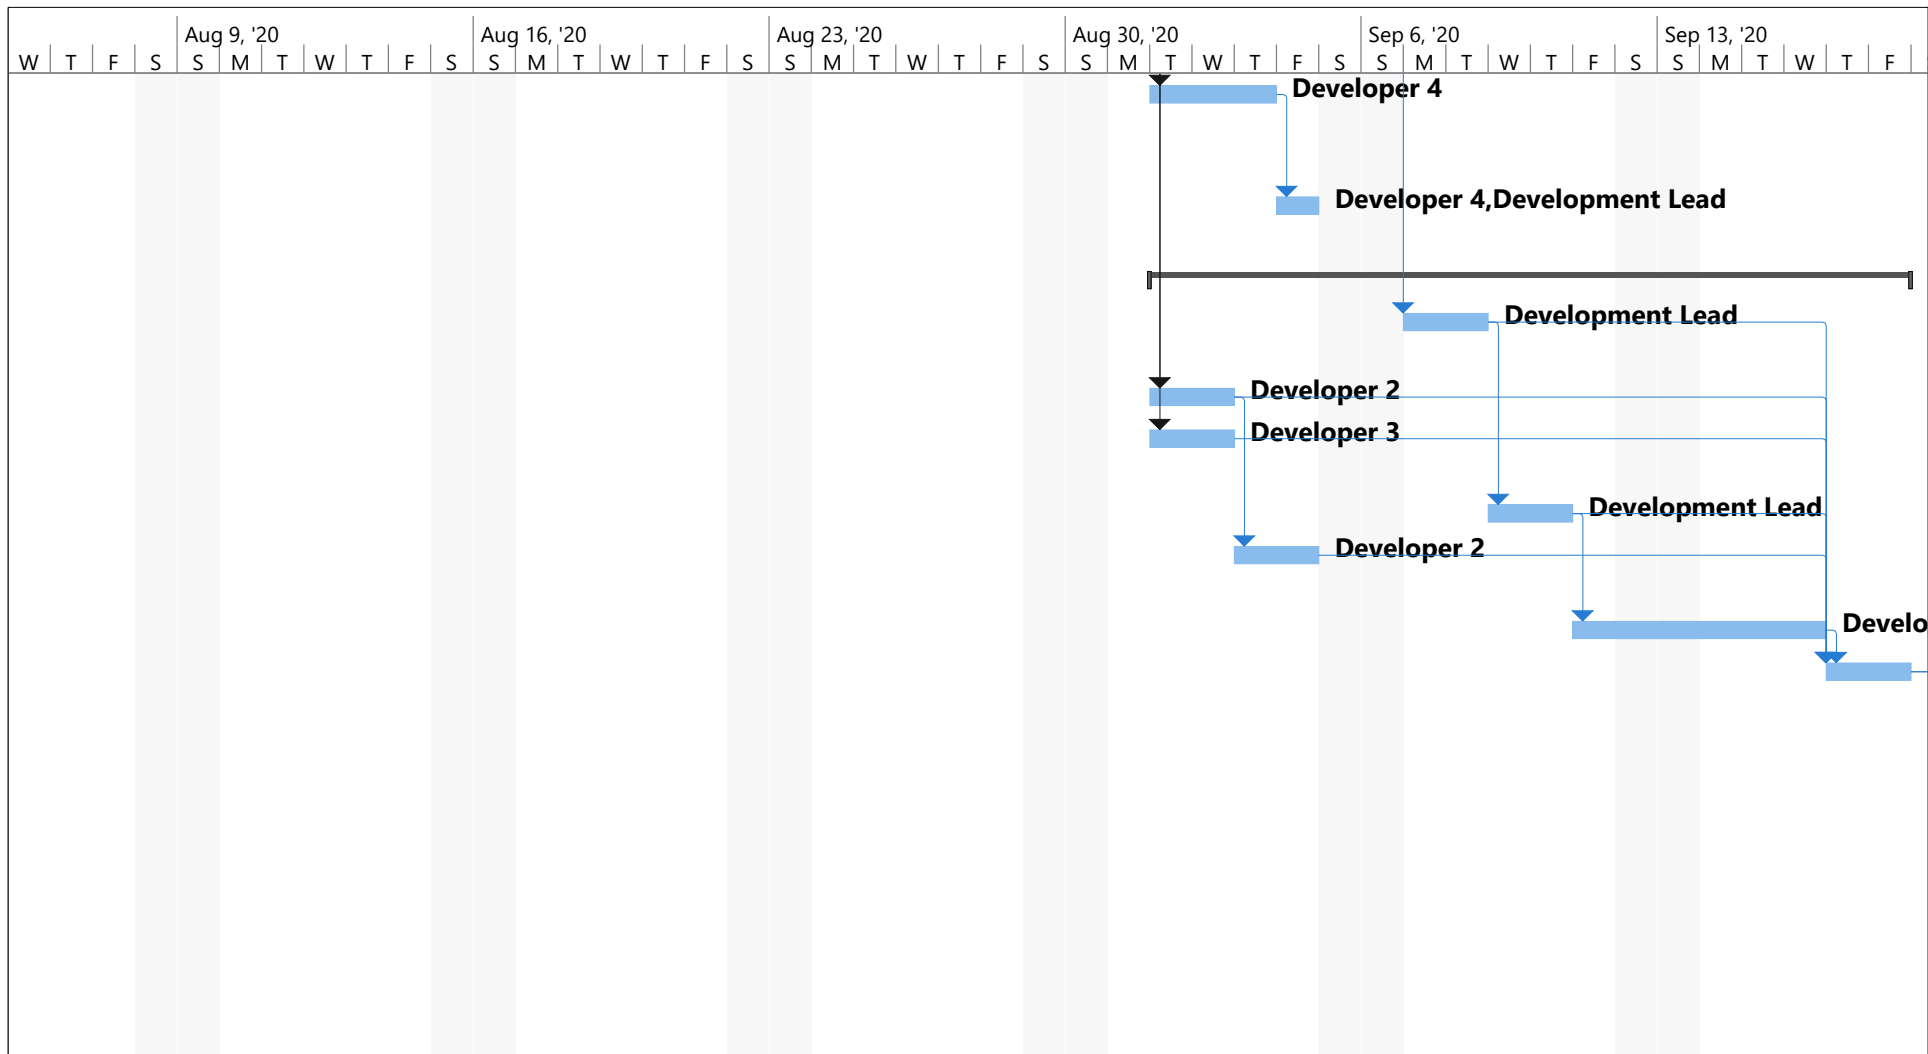 Aug 9, '20 Aug 16, '20 Aug 23, '20 Aug 30, '20 Sep 6, '20 Sep 13, '20
W T F S S M T W T F S S M T W T F S S M T W T F S S M T W T F S S M T W T F S S M T W T F
Developer 4
Developer 4,Development Lead
Development Lead
Developer 2
Developer 3
Development Lead
Developer 2
Develo